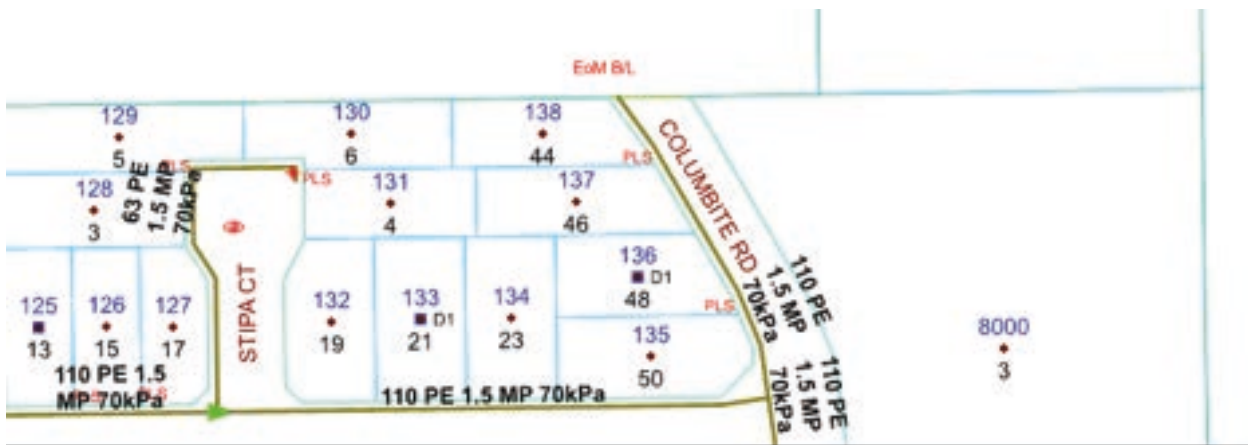 EoM B/L
129
5
130
6
138
44
PLS
PLS
PLS
128
3
63 PE
1.5 MP
70kPa
131
4
137
46
COLUMBITE RD
STIPA CT
125
13
126
15
127
17
132
19
133
D1
21
134
23
136
D1
48
PLS
135
50
8000
3
110 PE
1.5 MP
70kPa
110 PE
1.5 MP
70kPa
110 PE 1.5
MP 70kPa
PLS
110 PE 1.5 MP 70kPa